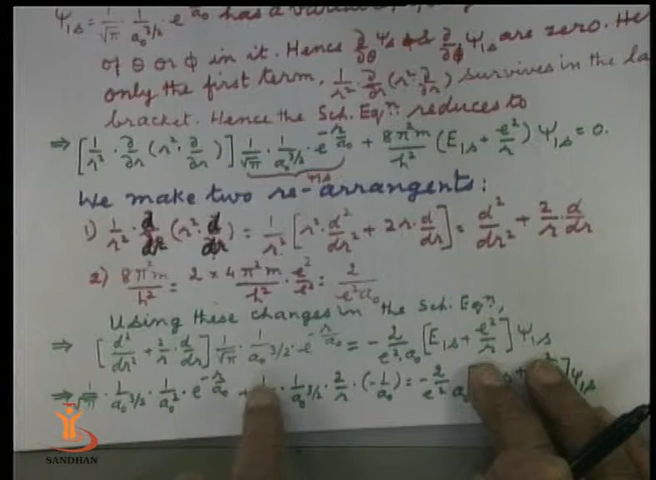 Ψ₁ₛ = 1/√π · 1/a₀^3/2 · e^-r/a₀ has a
of θ or φ in it. Hence ∂/∂θ Ψ₁ₛ & ∂/∂φ Ψ₁ₛ are zero.
only the first term, 1/r² ∂/∂r (r² ∂/∂r) survives in the
bracket. Hence the Sch. Eqⁿ. reduces to
⇒ [1/r² · ∂/∂r (r² · ∂/∂r)] 1/√π · 1/a₀^3/2 · e^-r/a₀ + 8π²m/h² (E₁ₛ + e²/r) Ψ₁ₛ = 0.
Ψ₁ₛ
We make two re-arrangents:
1) 1/r² · d/dr (r² · d/dr) = 1/r² [r² · d²/dr² + 2r · d/dr] = d²/dr² + 2/r · d/dr
2) 8π²m/h² = 2 × 4π²m/h² · e²/e² = 2/e²a₀
Using these changes in the Sch. Eqⁿ,
⇒ [d²/dr² + 2/r · d/dr] 1/√π · 1/a₀^3/2 · e^-r/a₀ = - 2/e²·a₀ [E₁ₛ + e²/r] Ψ₁ₛ
⇒ 1/√π · 1/a₀^3/2 · 1/a₀² · e^-r/a₀ + · 1/a₀^3/2 · 2/r · (-1/a₀) = - 2/e² ] Ψ₁ₛ
SANDHAN